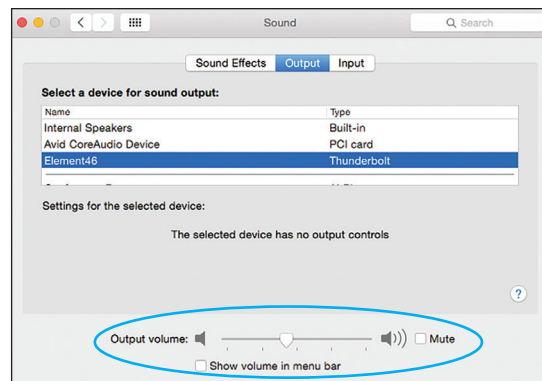 Sound
Search
Sound Effects Output Input
Select a device for sound output:
Name Type
Internal Speakers Built-in
Avid CoreAudio Device PCI card
Element46 Thunderbolt
Settings for the selected device:
The selected device has no output controls
?
Output volume: Mute
Show volume in menu bar